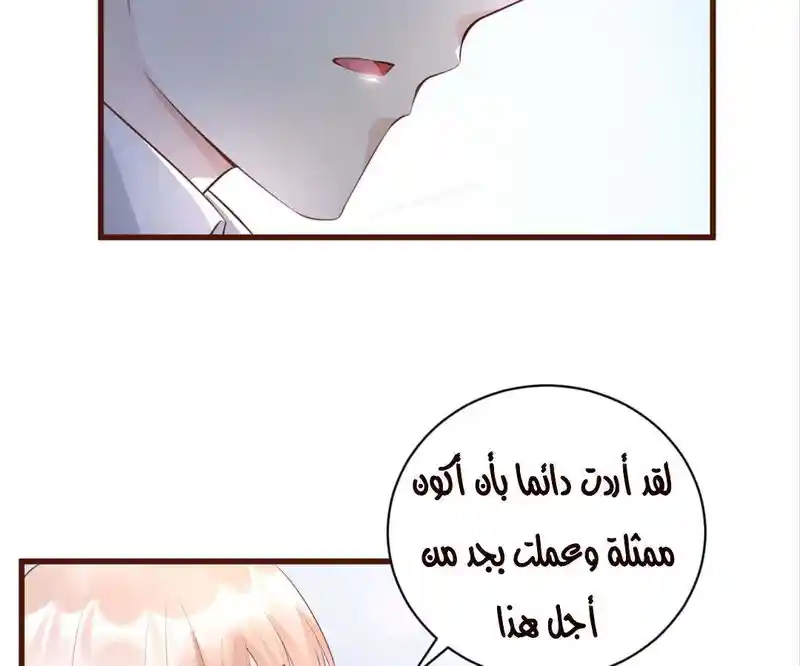 لقد أردت دائما بأن أكون
ممثلة وعملت بجد من
أجل هذا